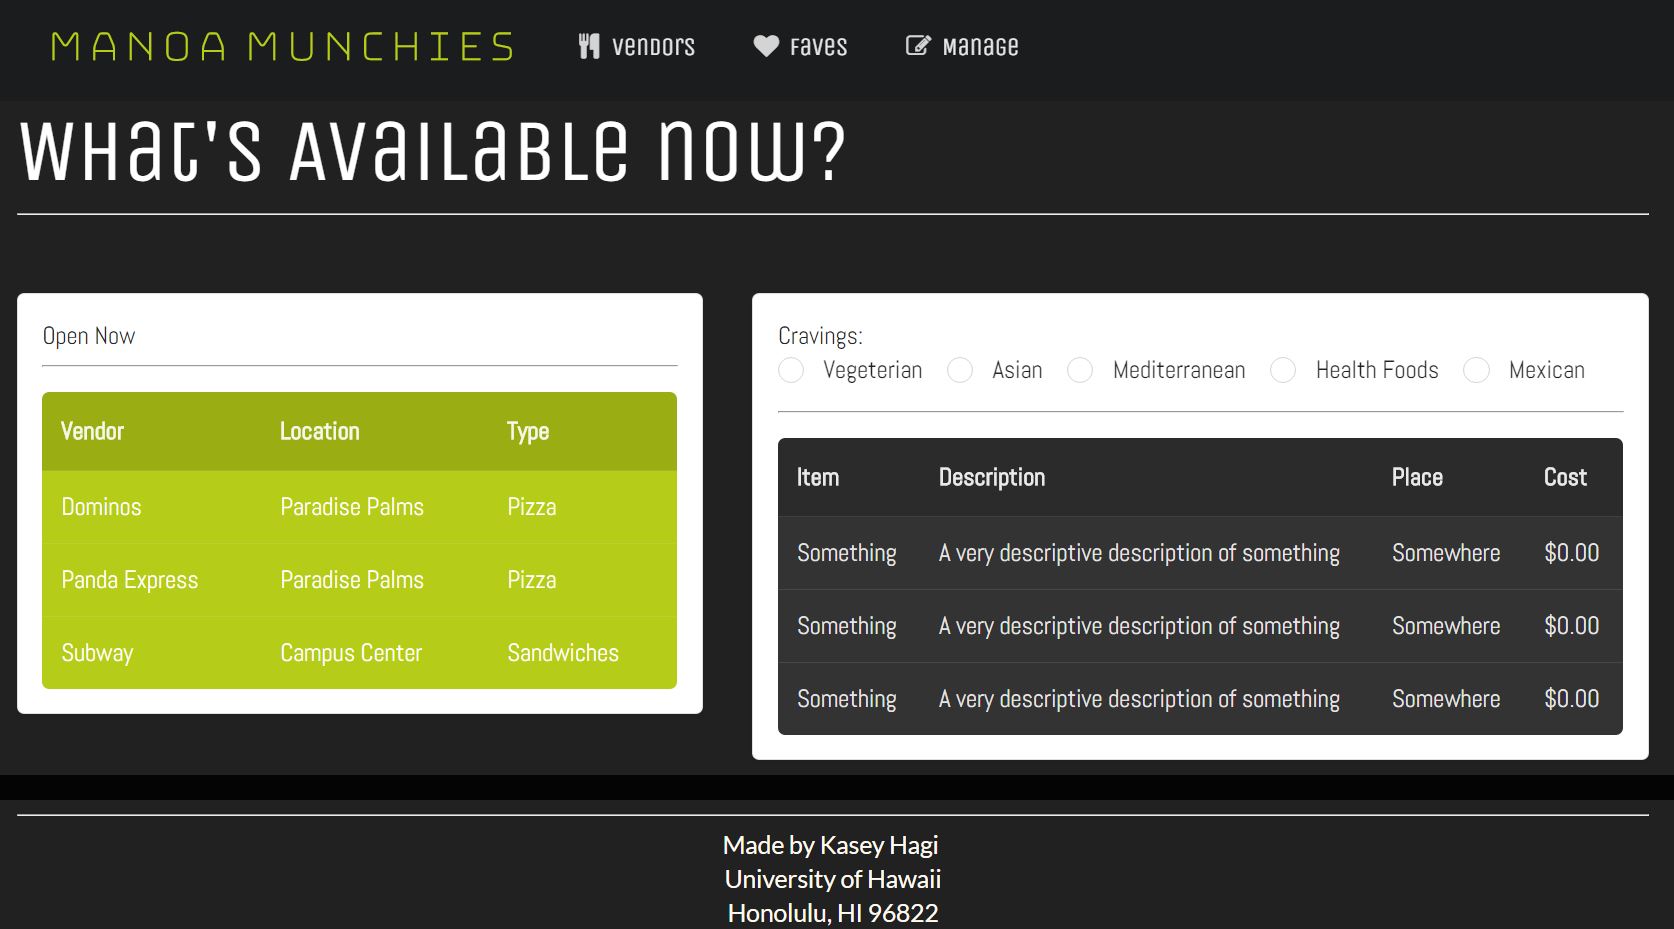 MANOA MUNCHIES Vendors Faves Manage
What's Available now?
Open Now
Vendor Location Type
Dominos Paradise Palms Pizza
Panda Express Paradise Palms Pizza
Subway Campus Center Sandwiches
Cravings:
Vegeterian Asian Mediterranean Health Foods Mexican
Item Description Place Cost
Something A very descriptive description of something Somewhere $0.00
Something A very descriptive description of something Somewhere $0.00
Something A very descriptive description of something Somewhere $0.00
Made by Kasey Hagi
University of Hawaii
Honolulu, HI 96822